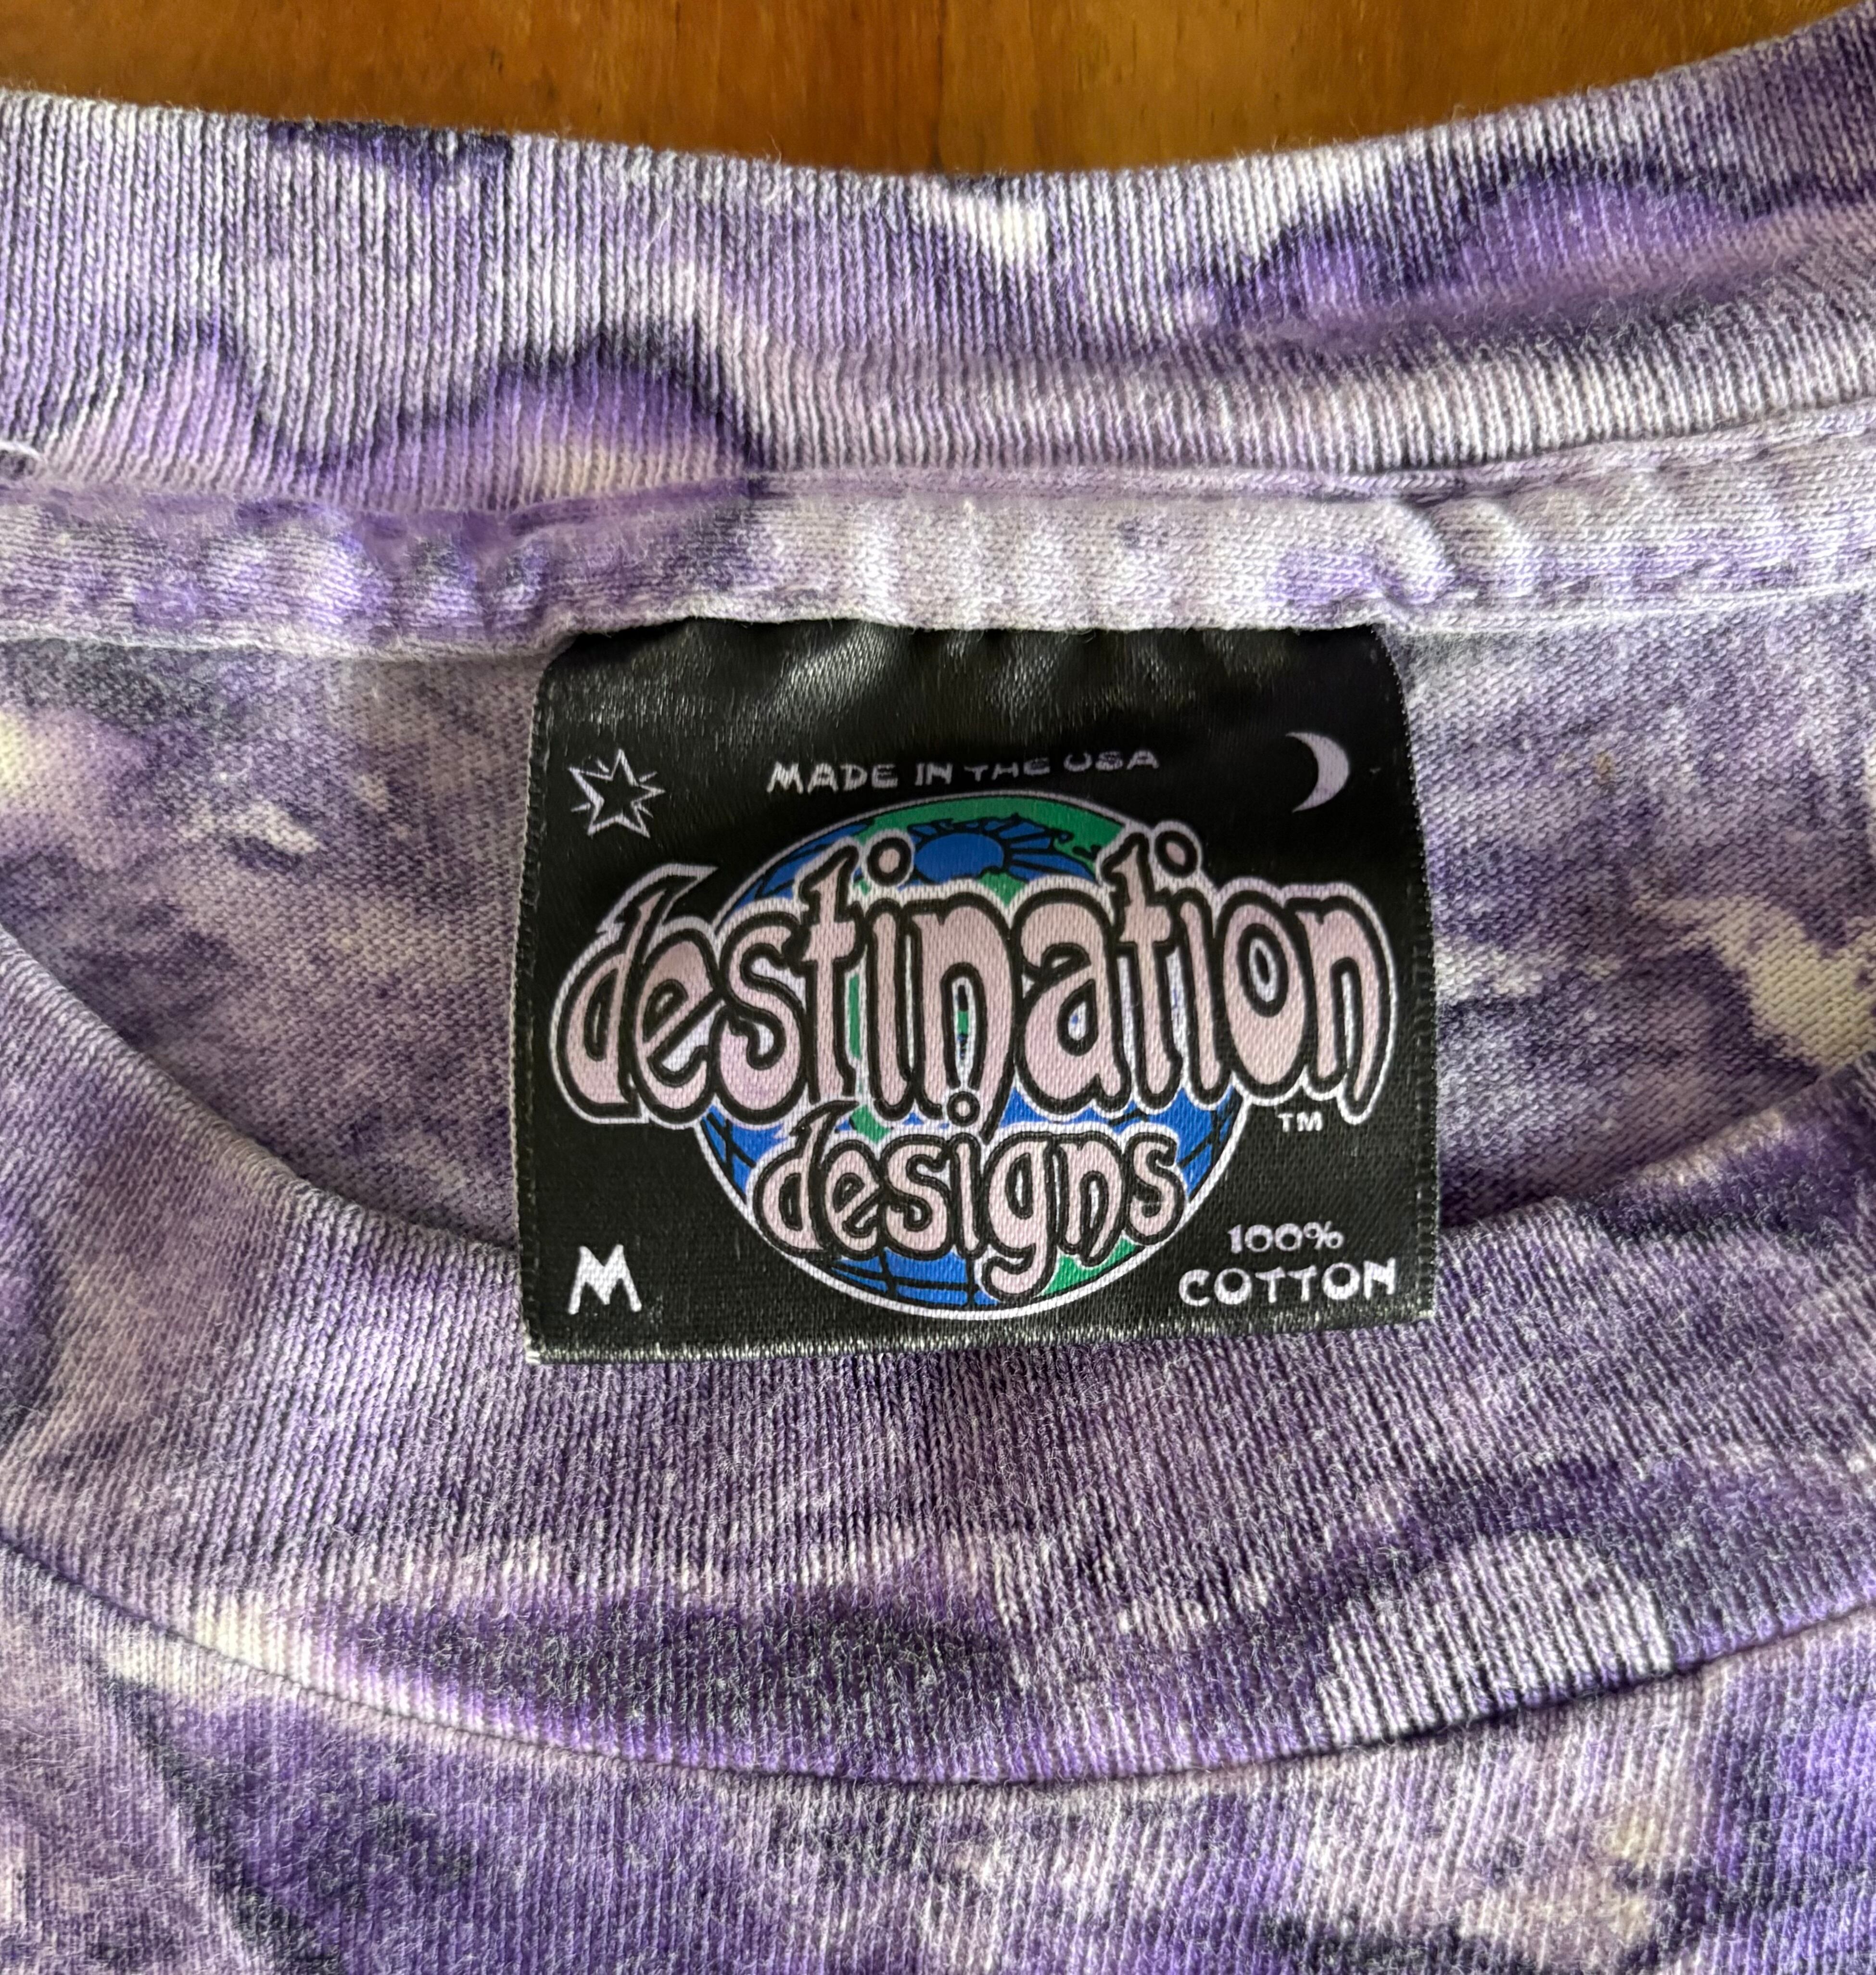 MADE IN THE USA
destination
TM
designs
M
100%
COTTON